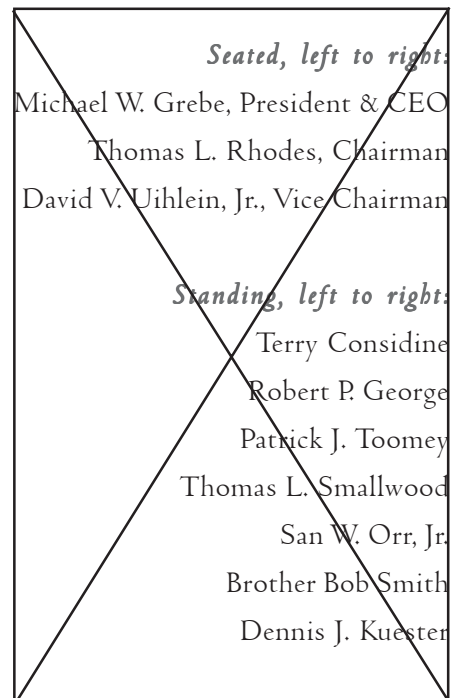 Seated, left to right:
Michael W. Grebe, President & CEO
Thomas L. Rhodes, Chairman
David V. Uihlein, Jr., Vice Chairman
Standing, left to right:
Terry Considine
Robert P. George
Patrick J. Toomey
Thomas L. Smallwood
San W. Orr, Jr.
Brother Bob Smith
Dennis J. Kuester